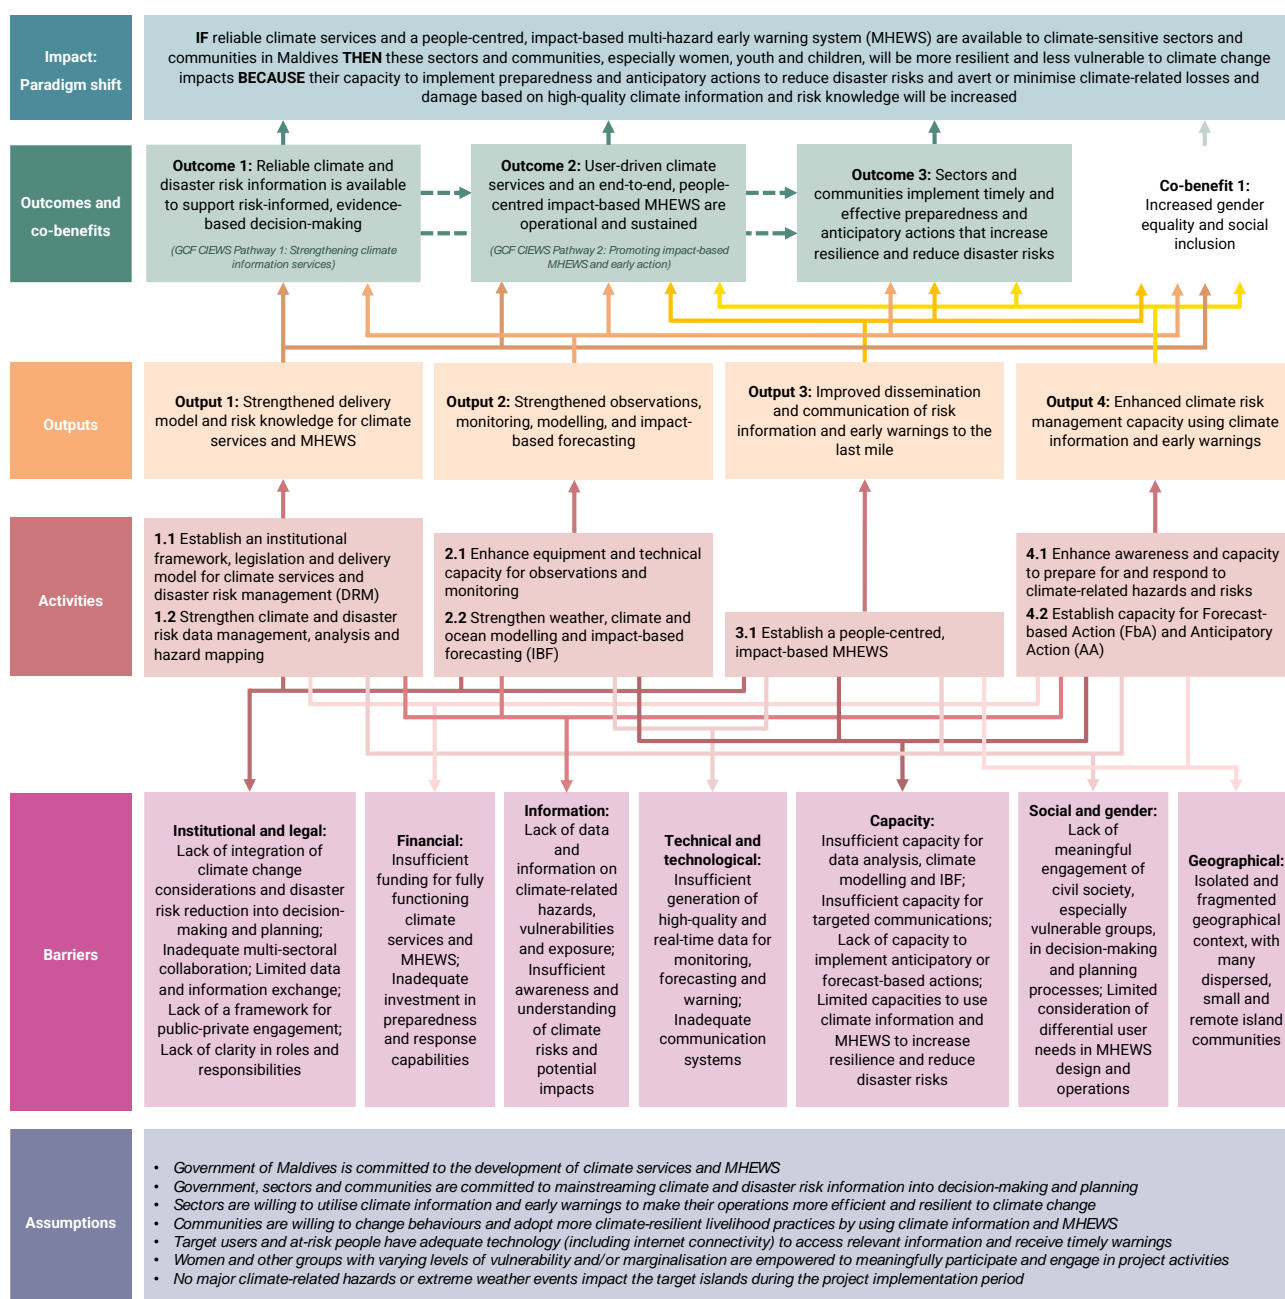 Impact:
Paradigm shift
IF reliable climate services and a people-centred, impact-based multi-hazard early warning system (MHEWS) are available to climate-sensitive sectors and
communities in Maldives THEN these sectors and communities, especially women, youth and children, will be more resilient and less vulnerable to climate change
impacts BECAUSE their capacity to implement preparedness and anticipatory actions to reduce disaster risks and avert or minimise climate-related losses and
damage based on high-quality climate information and risk knowledge will be increased
Outcomes and
co-benefits
Outcome 1: Reliable climate and
disaster risk information is available
to support risk-informed, evidence-
based decision-making
(GCF CIEWS Pathway 1: Strengthening climate
information services)
Outcome 2: User-driven climate
services and an end-to-end, people-
centred impact-based MHEWS are
operational and sustained
(GCF CIEWS Pathway 2: Promoting impact-based
MHEWS and early action)
Outcome 3: Sectors and
communities implement timely and
effective preparedness and
anticipatory actions that increase
resilience and reduce disaster risks
Co-benefit 1:
Increased gender
equality and social
inclusion
Outputs
Output 1: Strengthened delivery
model and risk knowledge for climate
services and MHEWS
Output 2: Strengthened observations,
monitoring, modelling, and impact-
based forecasting
Output 3: Improved dissemination
and communication of risk
information and early warnings to the
last mile
Output 4: Enhanced climate risk
management capacity using climate
information and early warnings
Activities
1.1 Establish an institutional
framework, legislation and delivery
model for climate services and
disaster risk management (DRM)
1.2 Strengthen climate and disaster
risk data management, analysis and
hazard mapping
2.1 Enhance equipment and technical
capacity for observations and
monitoring
2.2 Strengthen weather, climate and
ocean modelling and impact-based
forecasting (IBF)
3.1 Establish a people-centred,
impact-based MHEWS
4.1 Enhance awareness and capacity
to prepare for and respond to
climate-related hazards and risks
4.2 Establish capacity for Forecast-
based Action (FbA) and Anticipatory
Action (AA)
Barriers
Institutional and legal:
Lack of integration of
climate change
considerations and disaster
risk reduction into decision-
making and planning;
Inadequate multi-sectoral
collaboration; Limited data
and information exchange;
Lack of a framework for
public-private engagement;
Lack of clarity in roles and
responsibilities
Financial:
Insufficient
funding for fully
functioning
climate
services and
MHEWS;
Inadequate
investment in
preparedness
and response
capabilities
Information:
Lack of data
and
information on
climate-related
hazards,
vulnerabilities
and exposure;
Insufficient
awareness and
understanding
of climate
risks and
potential
impacts
Technical and
technological:
Insufficient
generation of
high-quality and
real-time data for
monitoring,
forecasting and
warning;
Inadequate
communication
systems
Capacity:
Insufficient capacity for
data analysis, climate
modelling and IBF;
Insufficient capacity for
targeted communications;
Lack of capacity to
implement anticipatory or
forecast-based actions;
Limited capacities to use
climate information and
MHEWS to increase
resilience and reduce
disaster risks
Social and gender:
Lack of
meaningful
engagement of
civil society,
especially
vulnerable groups,
in decision-making
and planning
processes; Limited
consideration of
differential user
needs in MHEWS
design and
operations
Geographical:
Isolated and
fragmented
geographical
context, with
many
dispersed,
small and
remote island
communities
Assumptions
• Government of Maldives is committed to the development of climate services and MHEWS
• Government, sectors and communities are committed to mainstreaming climate and disaster risk information into decision-making and planning
• Sectors are willing to utilise climate information and early warnings to make their operations more efficient and resilient to climate change
• Communities are willing to change behaviours and adopt more climate-resilient livelihood practices by using climate information and MHEWS
• Target users and at-risk people have adequate technology (including internet connectivity) to access relevant information and receive timely warnings
• Women and other groups with varying levels of vulnerability and/or marginalisation are empowered to meaningfully participate and engage in project activities
• No major climate-related hazards or extreme weather events impact the target islands during the project implementation period